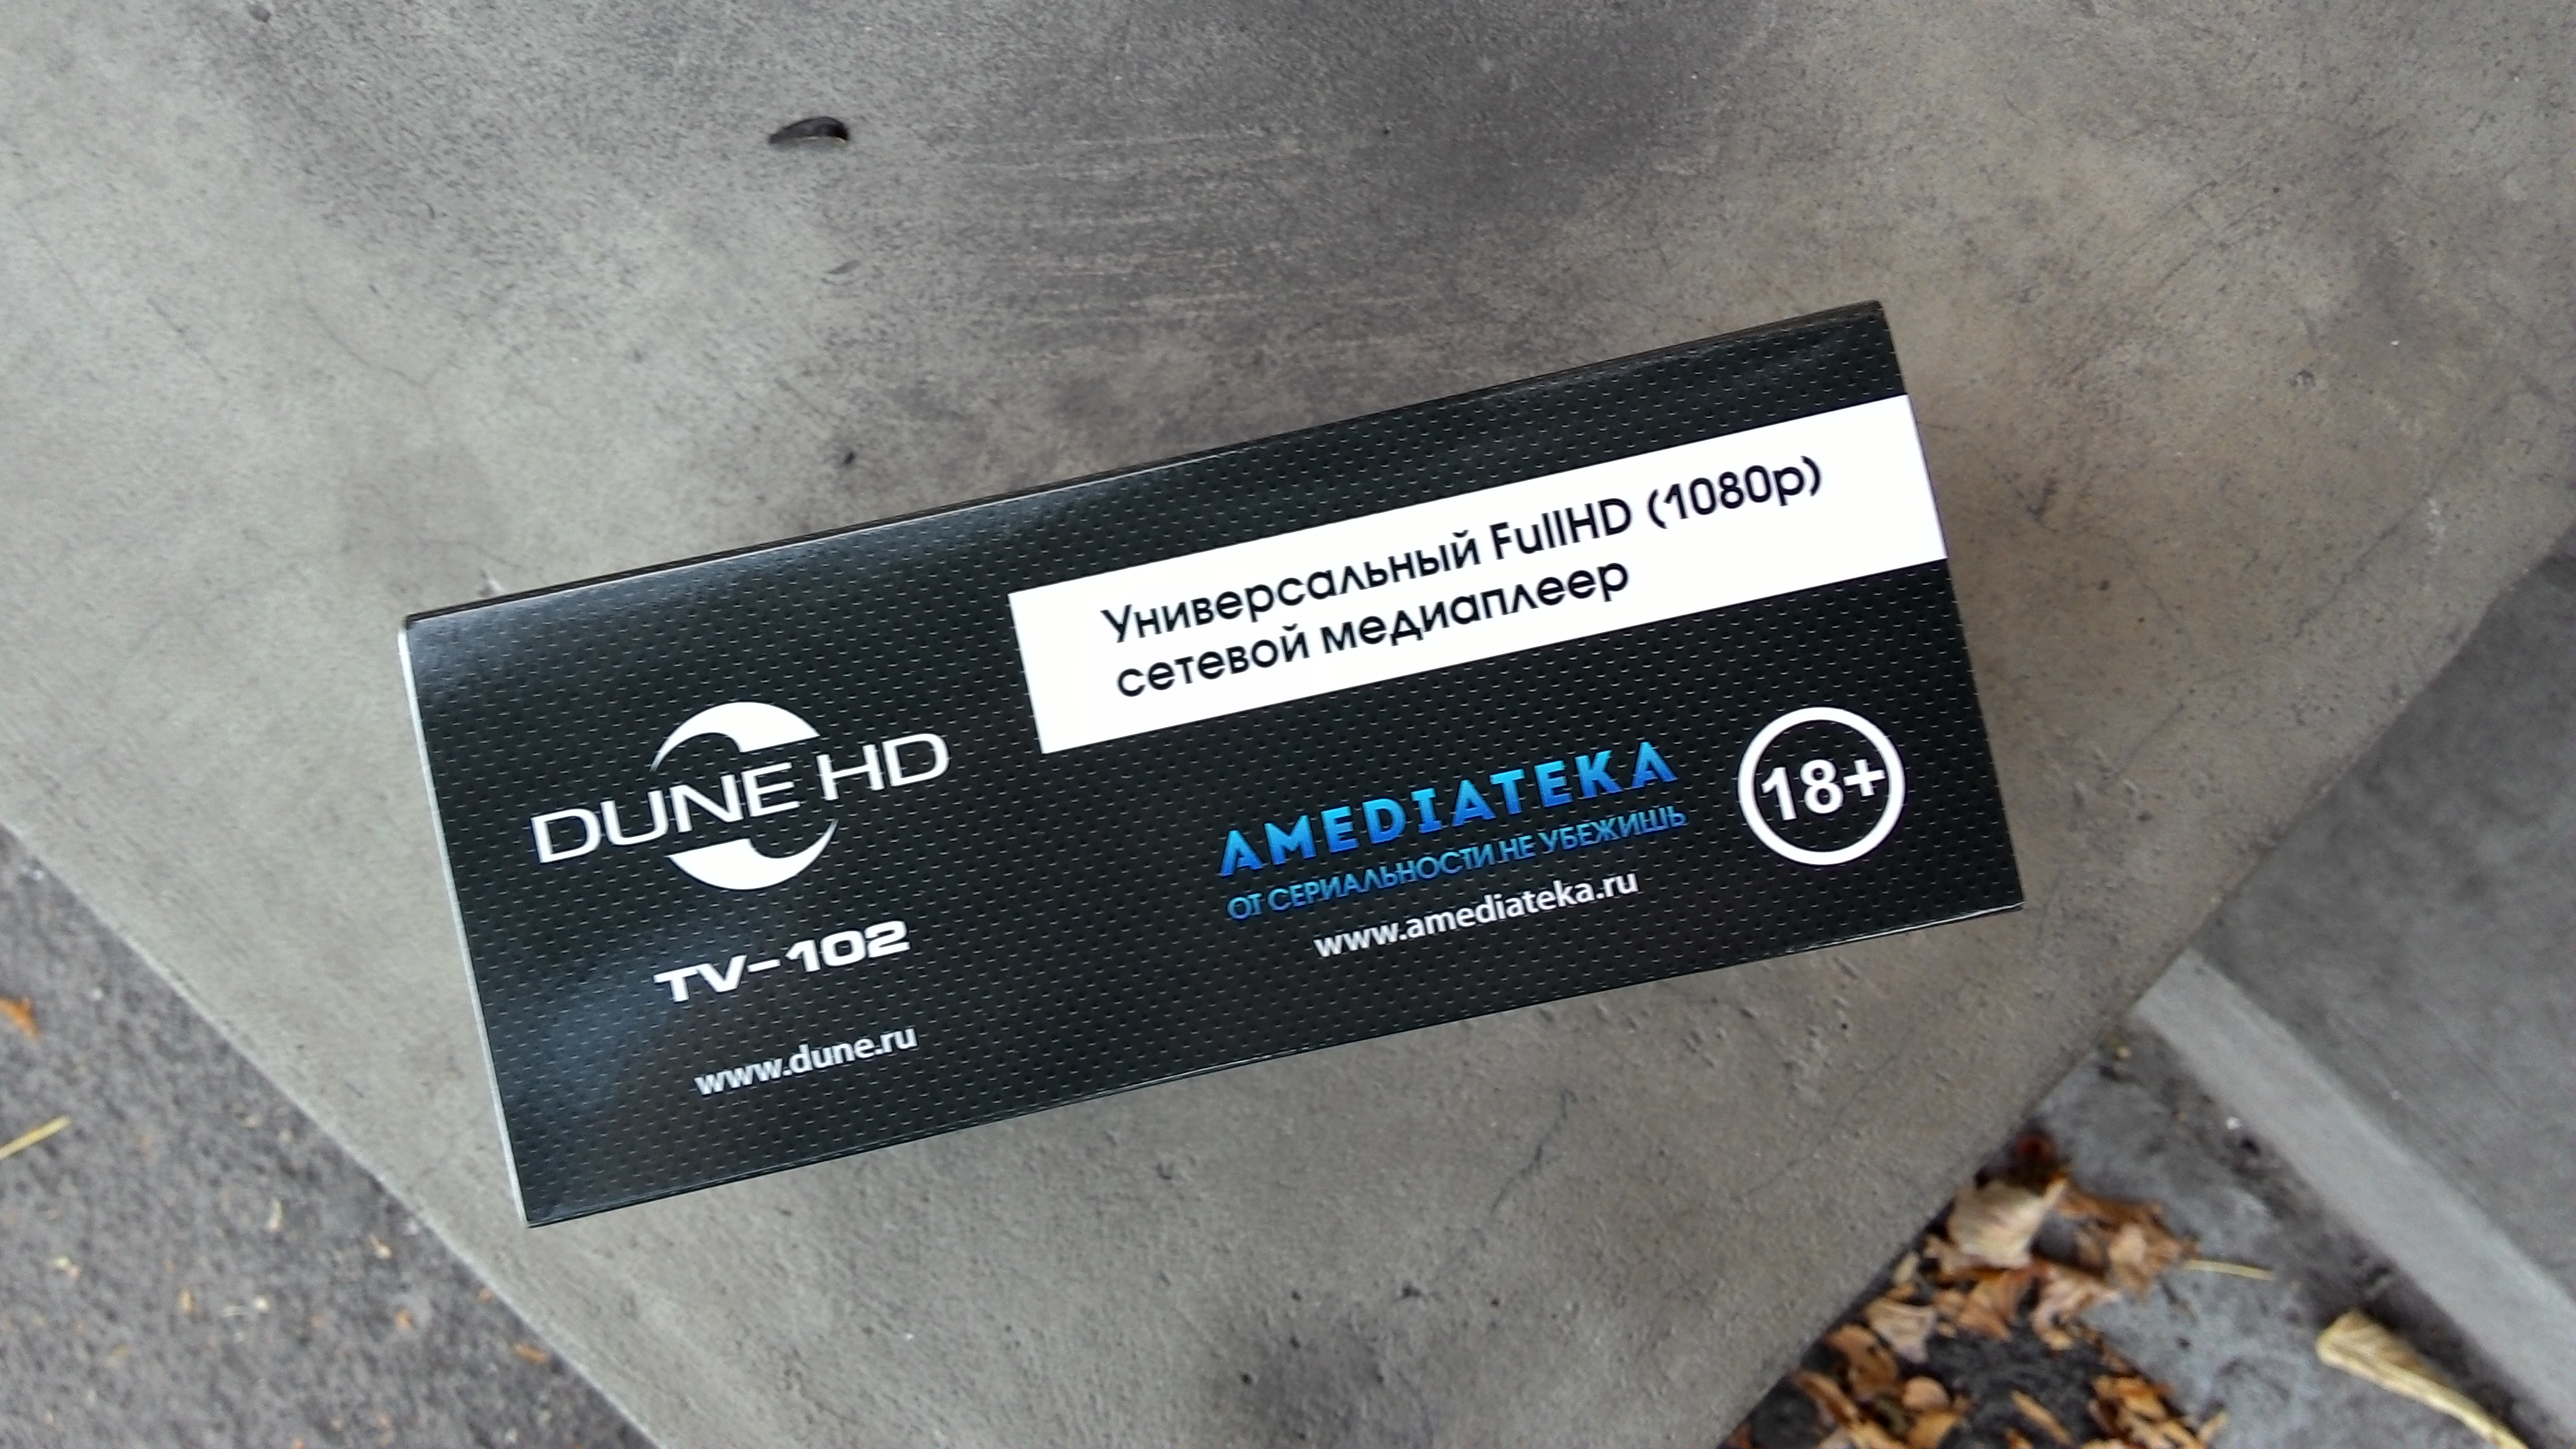 Универсальный FullHD (1080p)
сетевой медиаплеер
DUNE HD
TV-102
www.dune.ru
AMEDIATEKA
ОТ СЕРИАЛЬНОСТИ НЕ УБЕЖИШЬ
www.amediateka.ru
18+